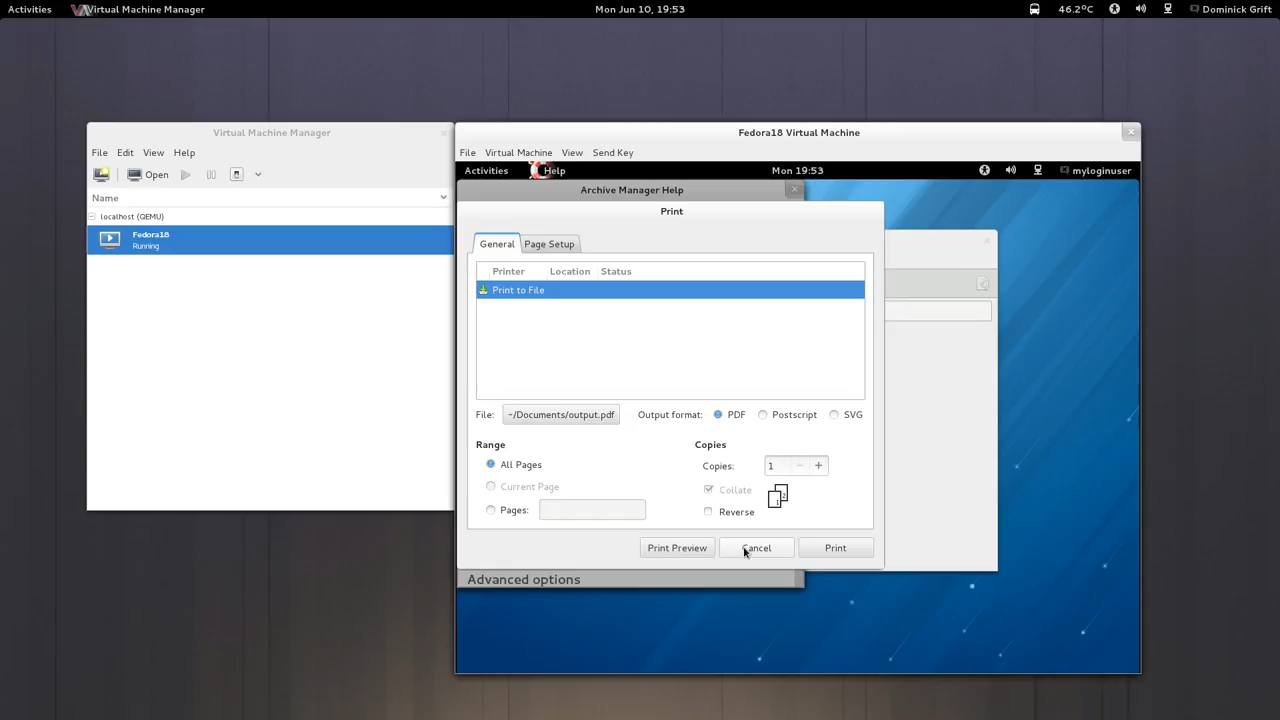 Activities Virtual Machine Manager Mon Jun 10, 19:53 46.2°C Dominick Grift
Virtual Machine Manager
File Edit View Help
Open
Name
localhost (QEMU)
Fedora18
Running
Fedora18 Virtual Machine
File Virtual Machine View Send Key
Activities Help Mon 19:53 myloginuser
Archive Manager Help
Print
General Page Setup
Printer Location Status
Print to File
File: ~/Documents/output.pdf Output format: PDF Postscript SVG
Range Copies
All Pages Copies: 1
Current Page Collate
Pages: Reverse
Print Preview Cancel Print
Advanced options